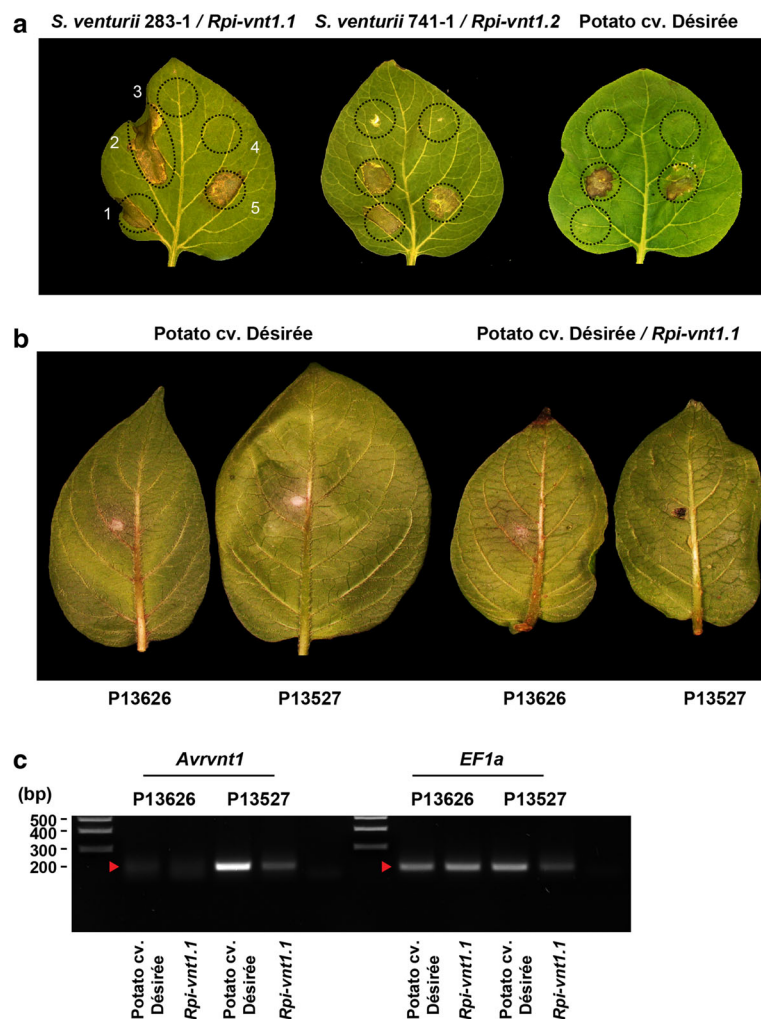 a
S. venturii 283-1 / Rpi-vnt1.1 S. venturii 741-1 / Rpi-vnt1.2 Potato cv. Désirée
3
2
4
1
5
b
Potato cv. Désirée Potato cv. Désirée / Rpi-vnt1.1
P13626 P13527 P13626 P13527
c
Avrvnt1 EF1a
(bp) P13626 P13527 P13626 P13527
500
400
300
200
Potato cv. Désirée
Rpi-vnt1.1
Potato cv. Désirée
Rpi-vnt1.1
Potato cv. Désirée
Rpi-vnt1.1
Potato cv. Désirée
Rpi-vnt1.1